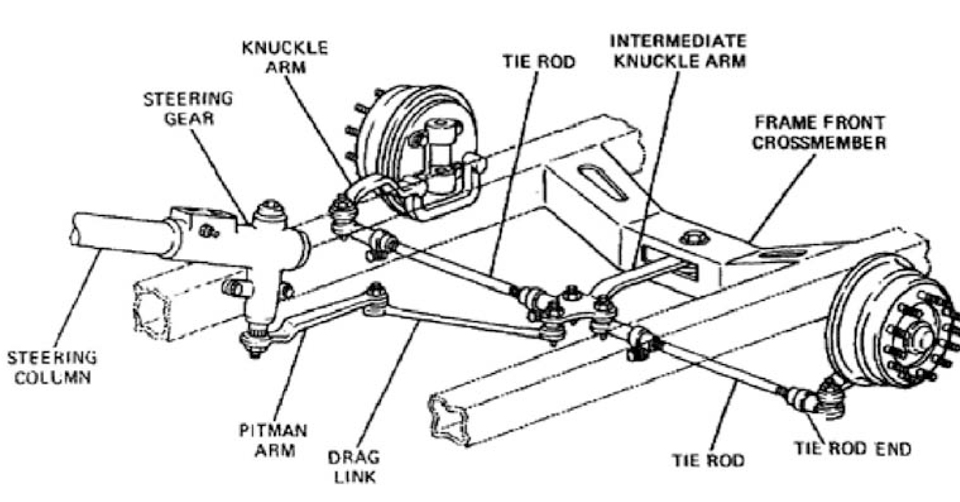 KNUCKLE
ARM
TIE ROD
INTERMEDIATE
KNUCKLE ARM
STEERING
GEAR
FRAME FRONT
CROSSMEMBER
STEERING
COLUMN
PITMAN
ARM
DRAG
LINK
TIE ROD
TIE ROD END